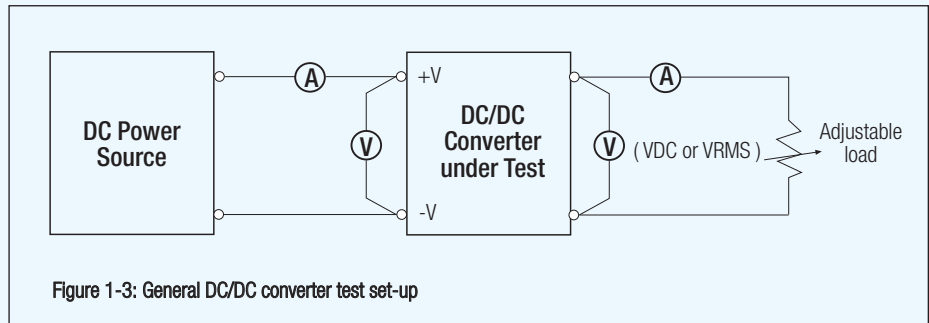 DC Power
Source
A
V
+V
-V
DC/DC
Converter
under Test
A
V
( VDC or VRMS )
Adjustable
load
Figure 1-3: General DC/DC converter test set-up